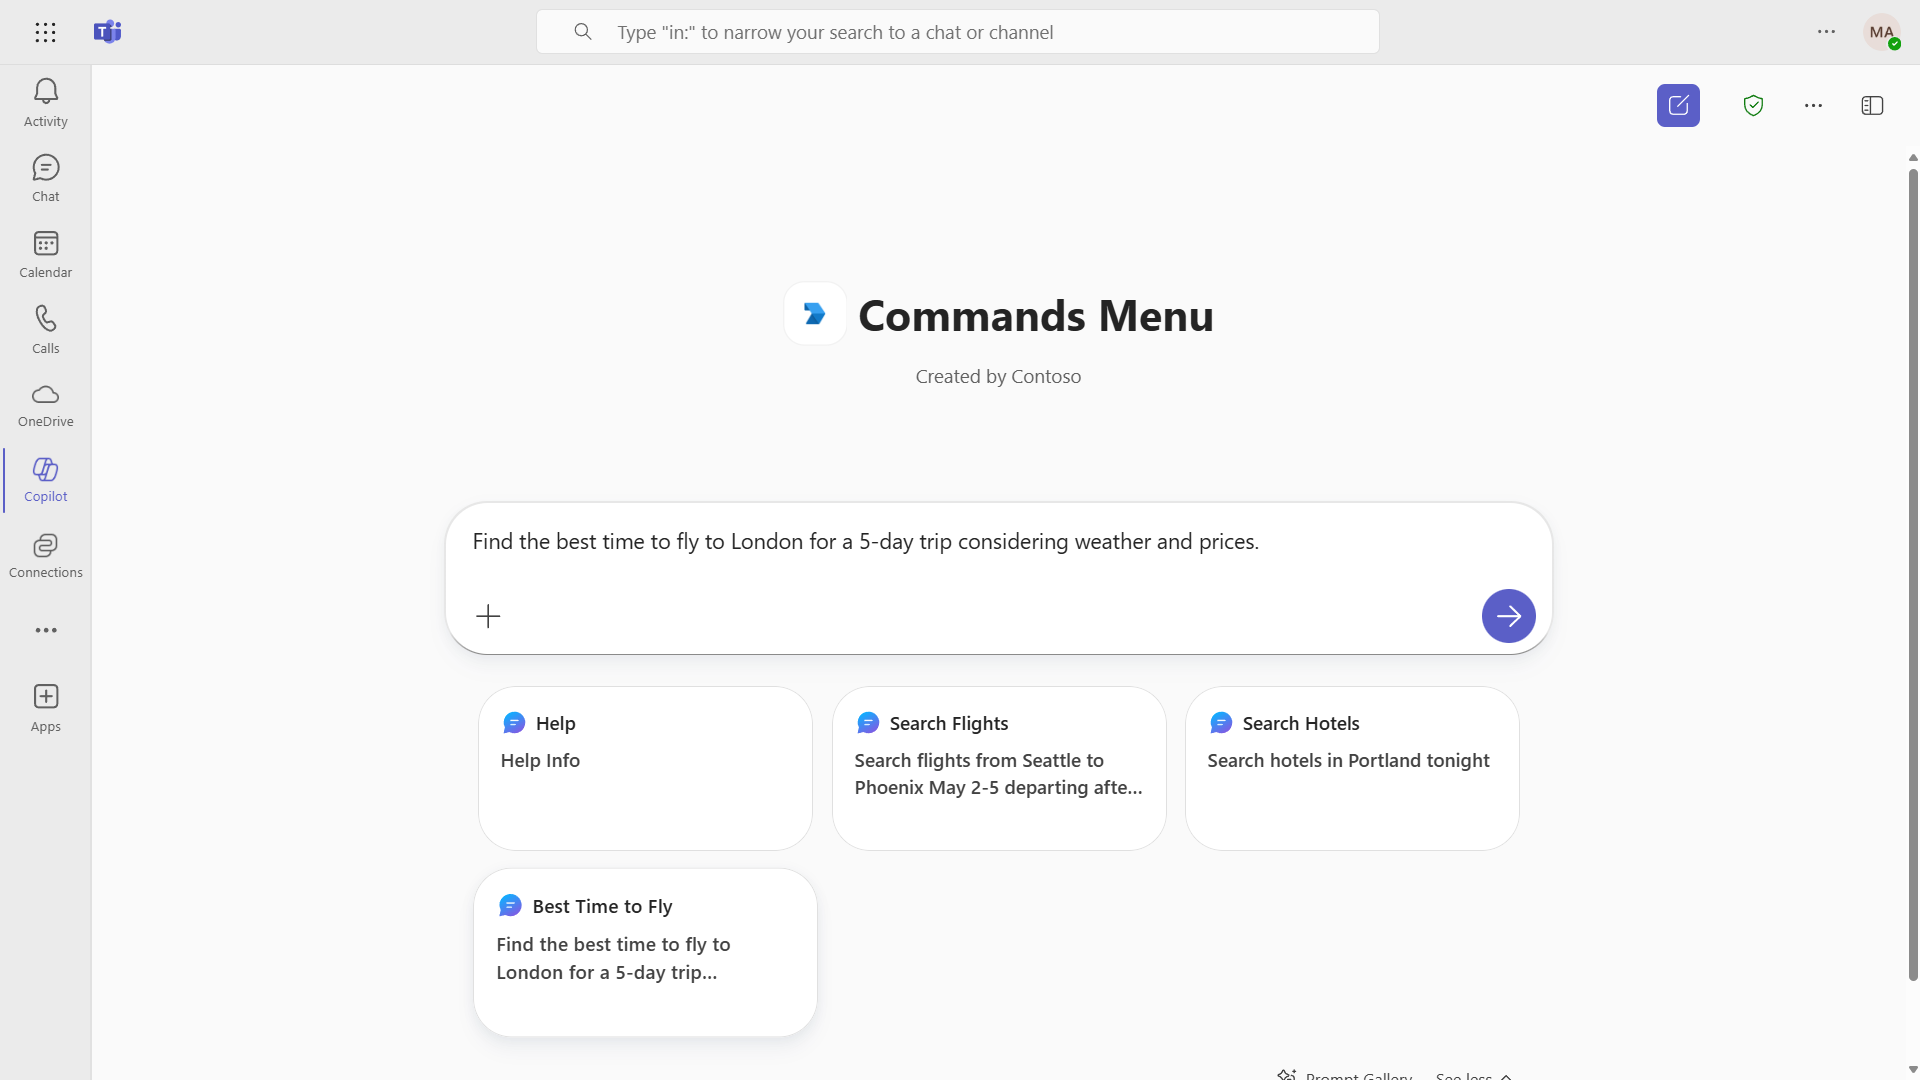 Type "in:" to narrow your search to a chat or channel
MA
Activity
Chat
Calendar
Calls
OneDrive
Copilot
Connections
Apps
Commands Menu
Created by Contoso
Find the best time to fly to London for a 5-day trip considering weather and prices.
Help
Help Info
Search Flights
Search flights from Seattle to
Phoenix May 2-5 departing afte...
Search Hotels
Search hotels in Portland tonight
Best Time to Fly
Find the best time to fly to
London for a 5-day trip...
Prompt Gallery
See less